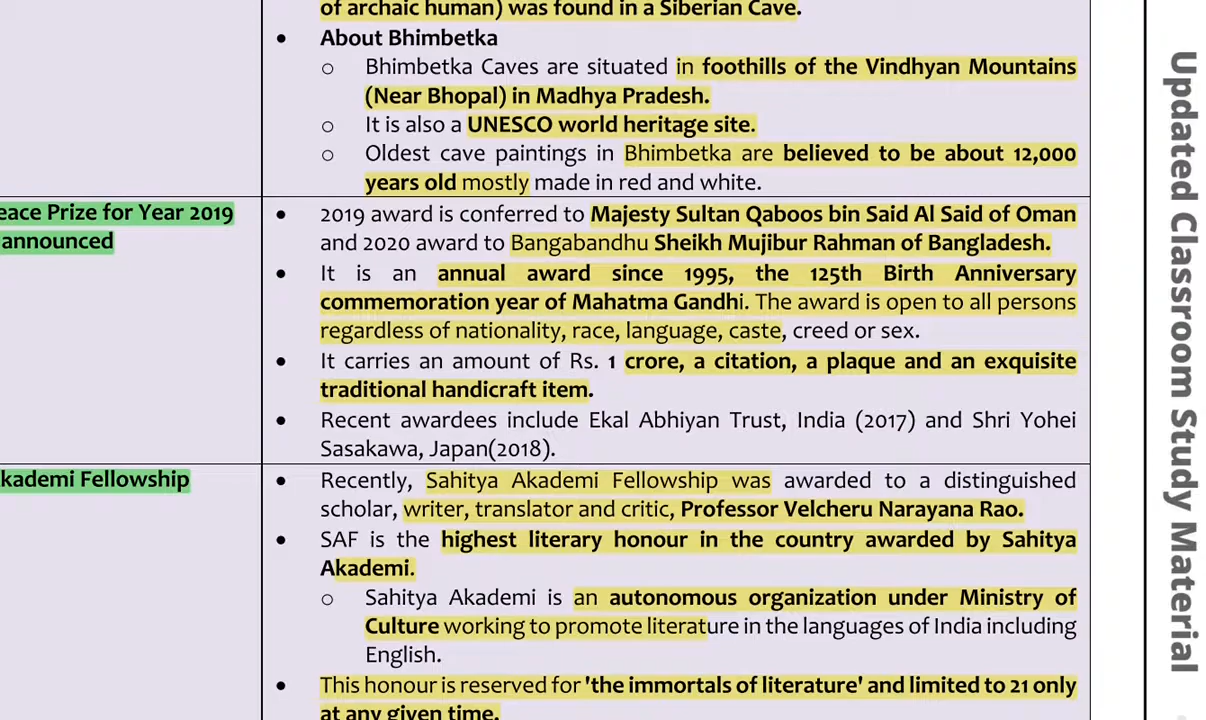 of archaic human) was found in a Siberian Cave.
• About Bhimbetka
o Bhimbetka Caves are situated in foothills of the Vindhyan Mountains
(Near Bhopal) in Madhya Pradesh.
o It is also a UNESCO world heritage site.
o Oldest cave paintings in Bhimbetka are believed to be about 12,000
years old mostly made in red and white.
eace Prize for Year 2019
announced
• 2019 award is conferred to Majesty Sultan Qaboos bin Said Al Said of Oman
and 2020 award to Bangabandhu Sheikh Mujibur Rahman of Bangladesh.
• It is an annual award since 1995, the 125th Birth Anniversary
commemoration year of Mahatma Gandhi. The award is open to all persons
regardless of nationality, race, language, caste, creed or sex.
• It carries an amount of Rs. 1 crore, a citation, a plaque and an exquisite
traditional handicraft item.
• Recent awardees include Ekal Abhiyan Trust, India (2017) and Shri Yohei
Sasakawa, Japan(2018).
kademi Fellowship
• Recently, Sahitya Akademi Fellowship was awarded to a distinguished
scholar, writer, translator and critic, Professor Velcheru Narayana Rao.
• SAF is the highest literary honour in the country awarded by Sahitya
Akademi.
o Sahitya Akademi is an autonomous organization under Ministry of
Culture working to promote literature in the languages of India including
English.
• This honour is reserved for 'the immortals of literature' and limited to 21 only
at any given time.
Updated Classroom Study Material